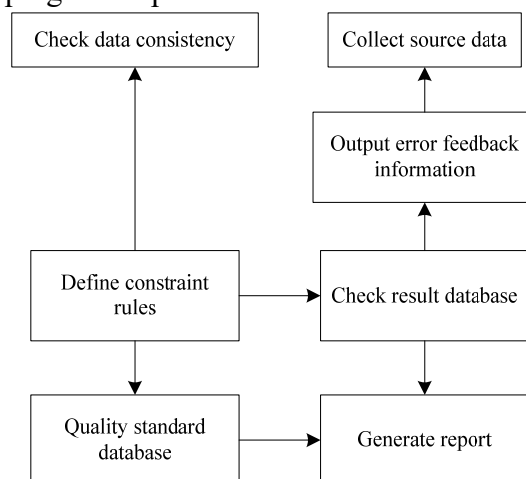 Check data consistency
Collect source data
Output error feedback
information
Define constraint
rules
Check result database
Quality standard
database
Generate report